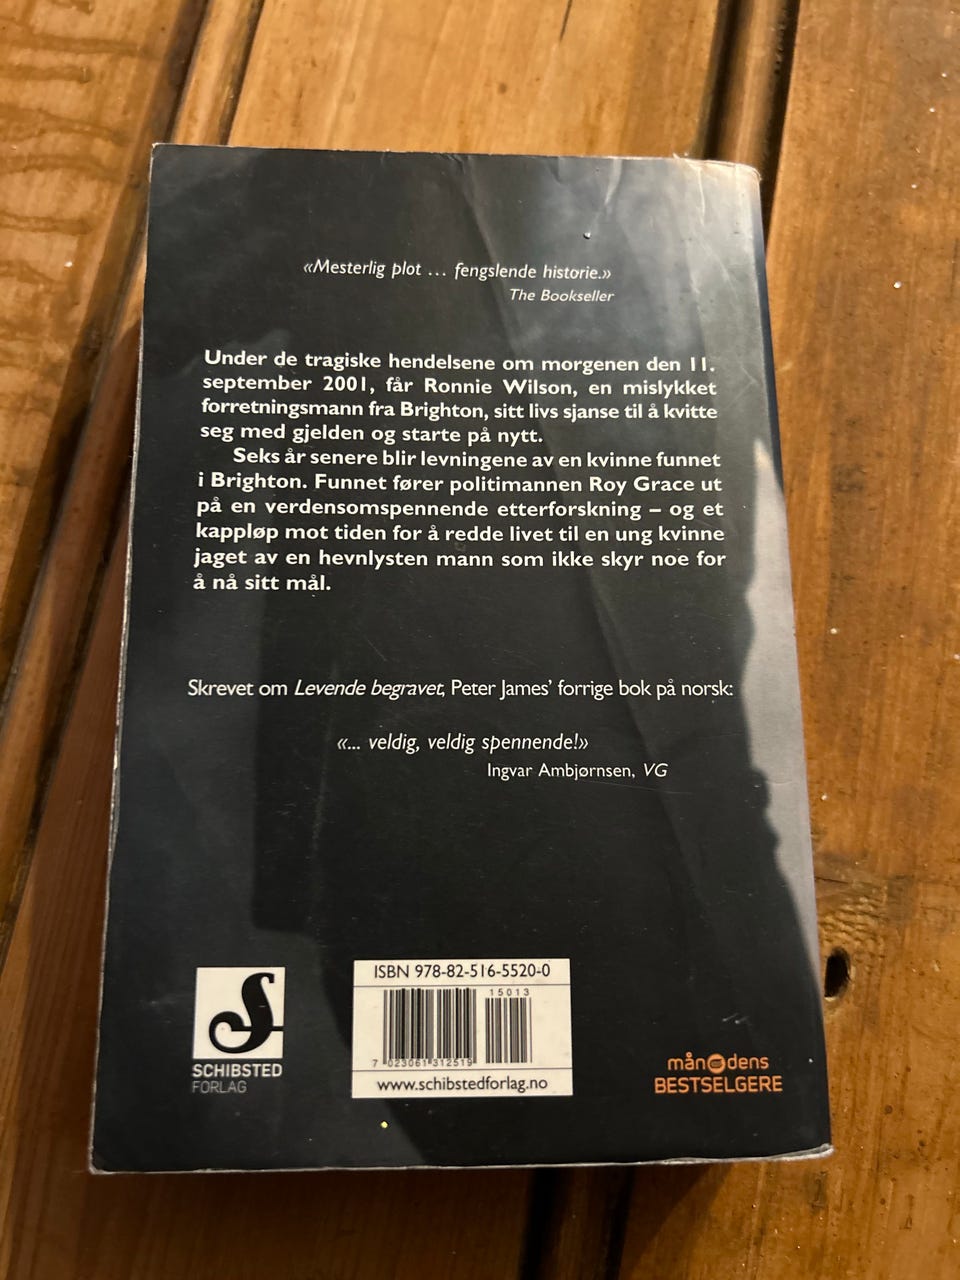 «Mesterlig plot ... fengslende historie.»
The Bookseller
Under de tragiske hendelsene om morgenen den 11.
september 2001, får Ronnie Wilson, en mislykket
forretningsmann fra Brighton, sitt livs sjanse til å kvitte
seg med gjelden og starte på nytt.
Seks år senere blir levningene av en kvinne funnet
i Brighton. Funnet fører politimannen Roy Grace ut
på en verdensomspennende etterforskning – og et
kappløp mot tiden for å redde livet til en ung kvinne
jaget av en hevnlysten mann som ikke skyr noe for
å nå sitt mål.
Skrevet om Levende begravet, Peter James’ forrige bok på norsk:
«... veldig, veldig spennende!»
Ingvar Ambjørnsen, VG
ISBN 978-82-516-5520-0
15013
7 023061 312519
www.schibstedforlag.no
S
SCHIBSTED
FORLAG
månedens
BESTSELGERE